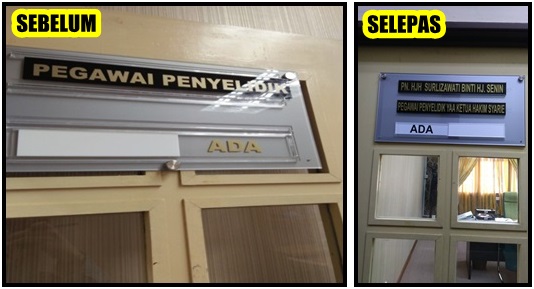 SEBELUM
PEGAWAI PENYELIDIK
ADA
SELEPAS
PN. HJH SURLIZAWATI BINTI HJ. SENIN
PEGAWAI PENYELIDIK YAA KETUA HAKIM SYARIE
ADA